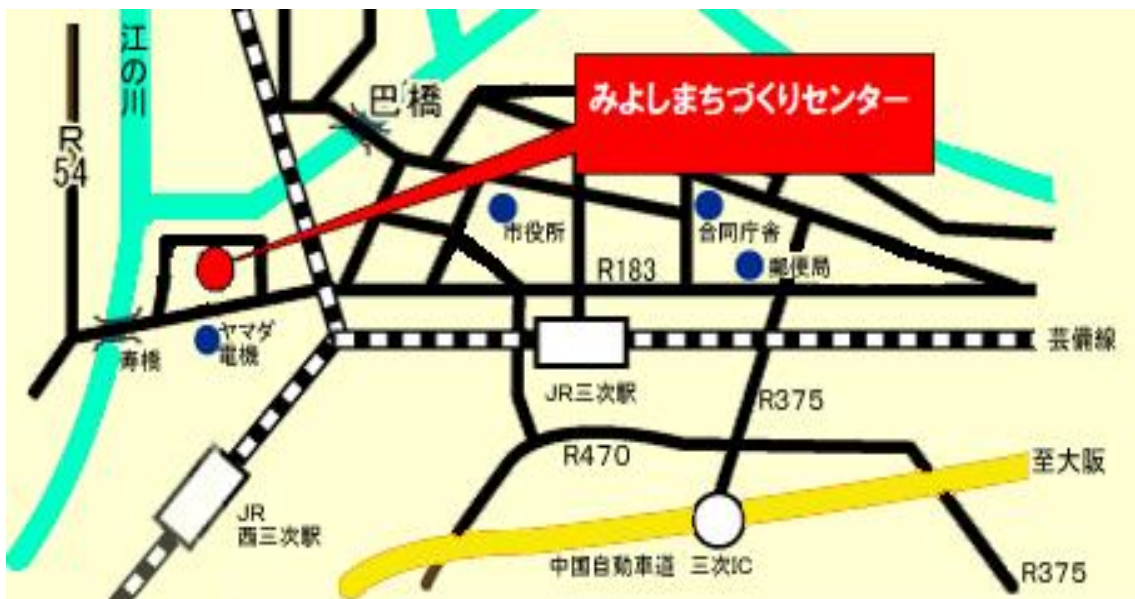 江の川
巴橋
みよしまちづくりセンター
R
54
市役所
合同庁舎
郵便局
R183
ヤマダ
電機
寿橋
芸備線
JR三次駅
R375
R470
至大阪
JR
西三次駅
中国自動車道
三次IC
R375